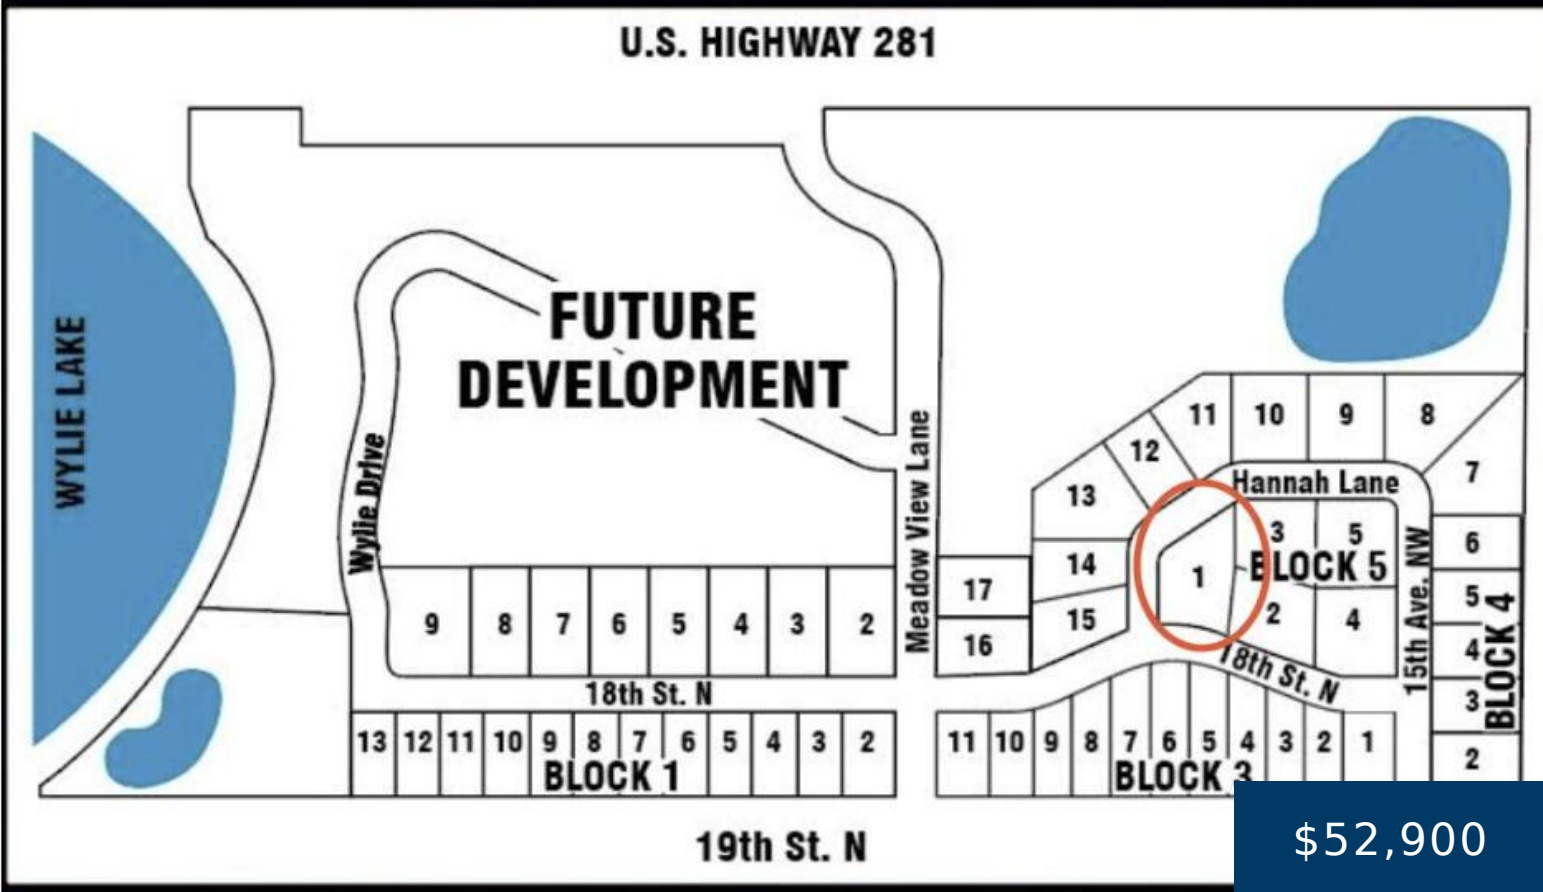 U.S. HIGHWAY 281
WYLIE LAKE
FUTURE
DEVELOPMENT
Wylie Drive
Meadow View Lane
11 10 9 8
12
13
7
Hannah Lane
14
15
17
16
1
3 5
BLOCK 5
2 4
15th Ave. NW
6
5
4
3
2
BLOCK 4
9 8 7 6 5 4 3 2
18th St. N
18th St. N
13 12 11 10 9 8 7 6 5 4 3 2
BLOCK 1
11 10 9 8 7 6 5 4 3 2 1
BLOCK 3
19th St. N
$52,900